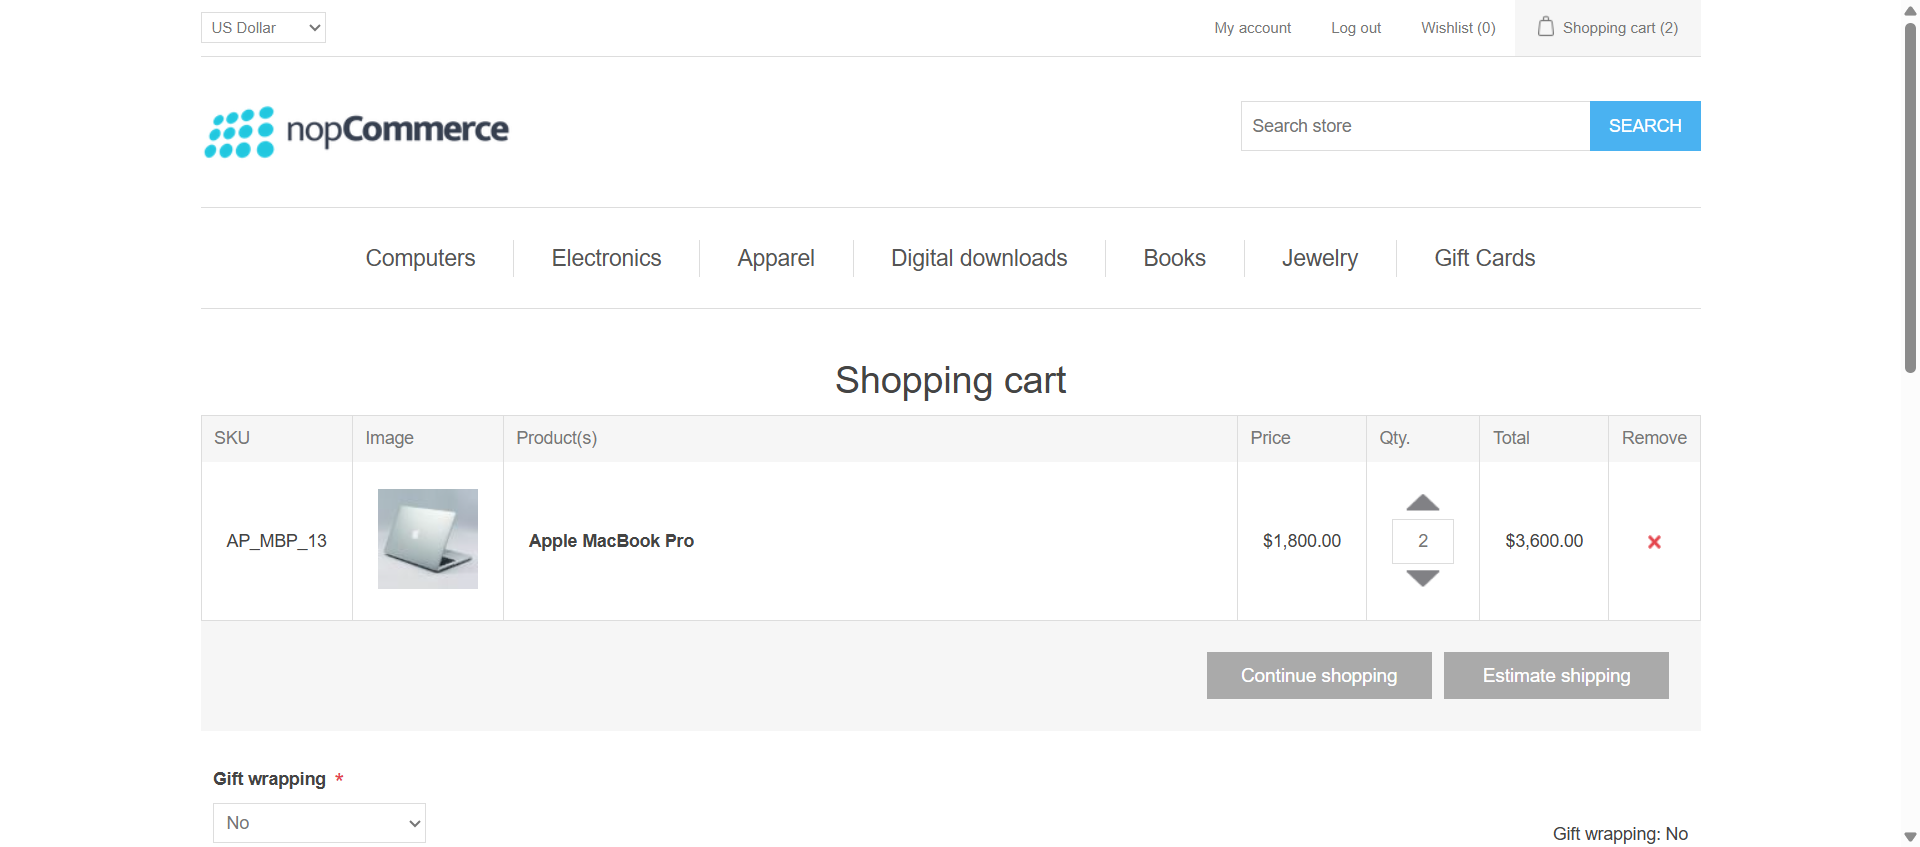 US Dollar
My account
Log out
Wishlist (0)
Shopping cart (2)
nopCommerce
Search store
SEARCH
Computers
Electronics
Apparel
Digital downloads
Books
Jewelry
Gift Cards
Shopping cart
SKU
Image
Product(s)
Price
Qty.
Total
Remove
AP_MBP_13
Apple MacBook Pro
$1,800.00
2
$3,600.00
Continue shopping
Estimate shipping
Gift wrapping *
No
Gift wrapping: No